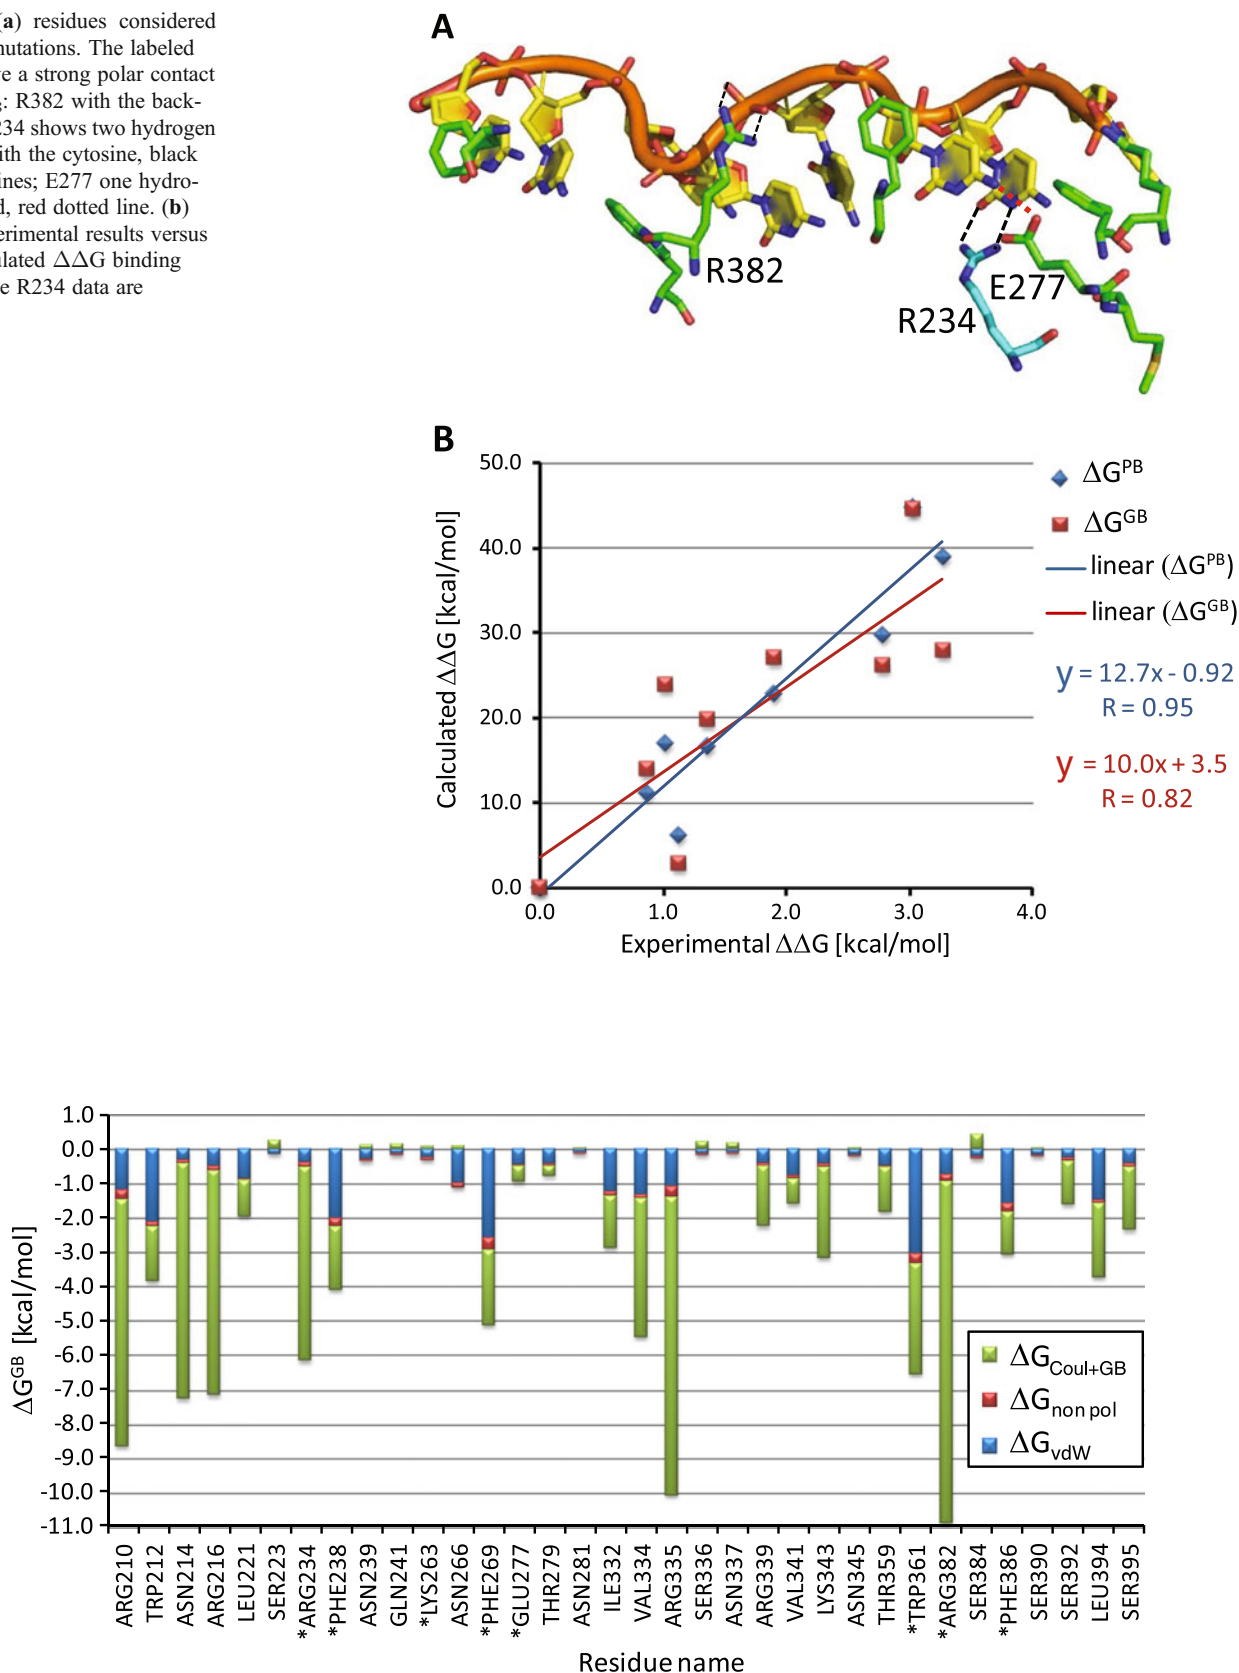 (a) residues considered
mutations. The labeled
a strong polar contact
: R382 with the back-
234 shows two hydrogen
with the cytosine, black
E277 one hydro-
red dotted line. (b)
results versus
ΔΔG binding
R234 data are
A
R382
E277
R234
B
50.0
40.0
30.0
20.0
10.0
0.0
Calculated ΔΔG [kcal/mol]
0.0 1.0 2.0 3.0 4.0
Experimental ΔΔG [kcal/mol]
ΔG^PB
ΔG^GB
linear (ΔG^PB)
linear (ΔG^GB)
y = 12.7x - 0.92
R = 0.95
y = 10.0x + 3.5
R = 0.82
1.0
0.0
-1.0
-2.0
-3.0
-4.0
-5.0
-6.0
-7.0
-8.0
-9.0
-10.0
-11.0
ΔG^GB [kcal/mol]
ΔG_Coul+GB
ΔG_non pol
ΔG_vdW
ARG210
TRP212
ASN214
ARG216
LEU221
SER223
*ARG234
*PHE238
ASN239
GLN241
*LYS263
ASN266
*PHE269
*GLU277
THR279
ASN281
ILE332
VAL334
ARG335
SER336
ASN337
ARG339
VAL341
LYS343
ASN345
THR359
*TRP361
*ARG382
SER384
*PHE386
SER390
SER392
LEU394
SER395
Residue name